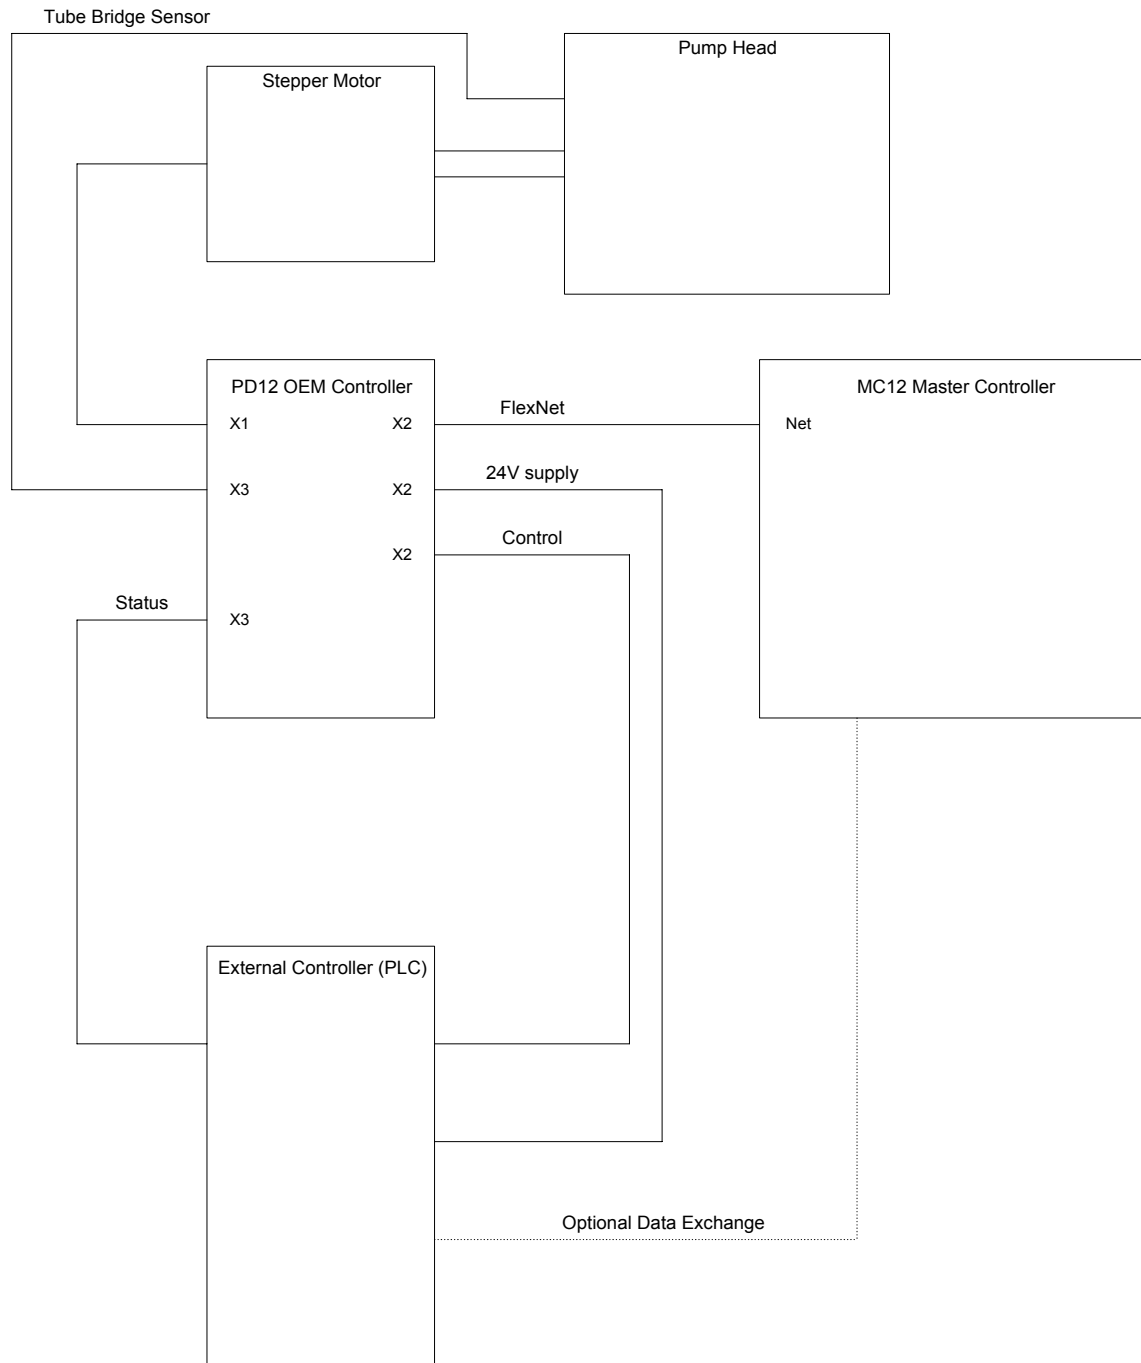 Tube Bridge Sensor
Pump Head
Stepper Motor
PD12 OEM Controller
MC12 Master Controller
FlexNet
X1
X2
Net
24V supply
X3
X2
Control
X2
Status
X3
External Controller (PLC)
Optional Data Exchange